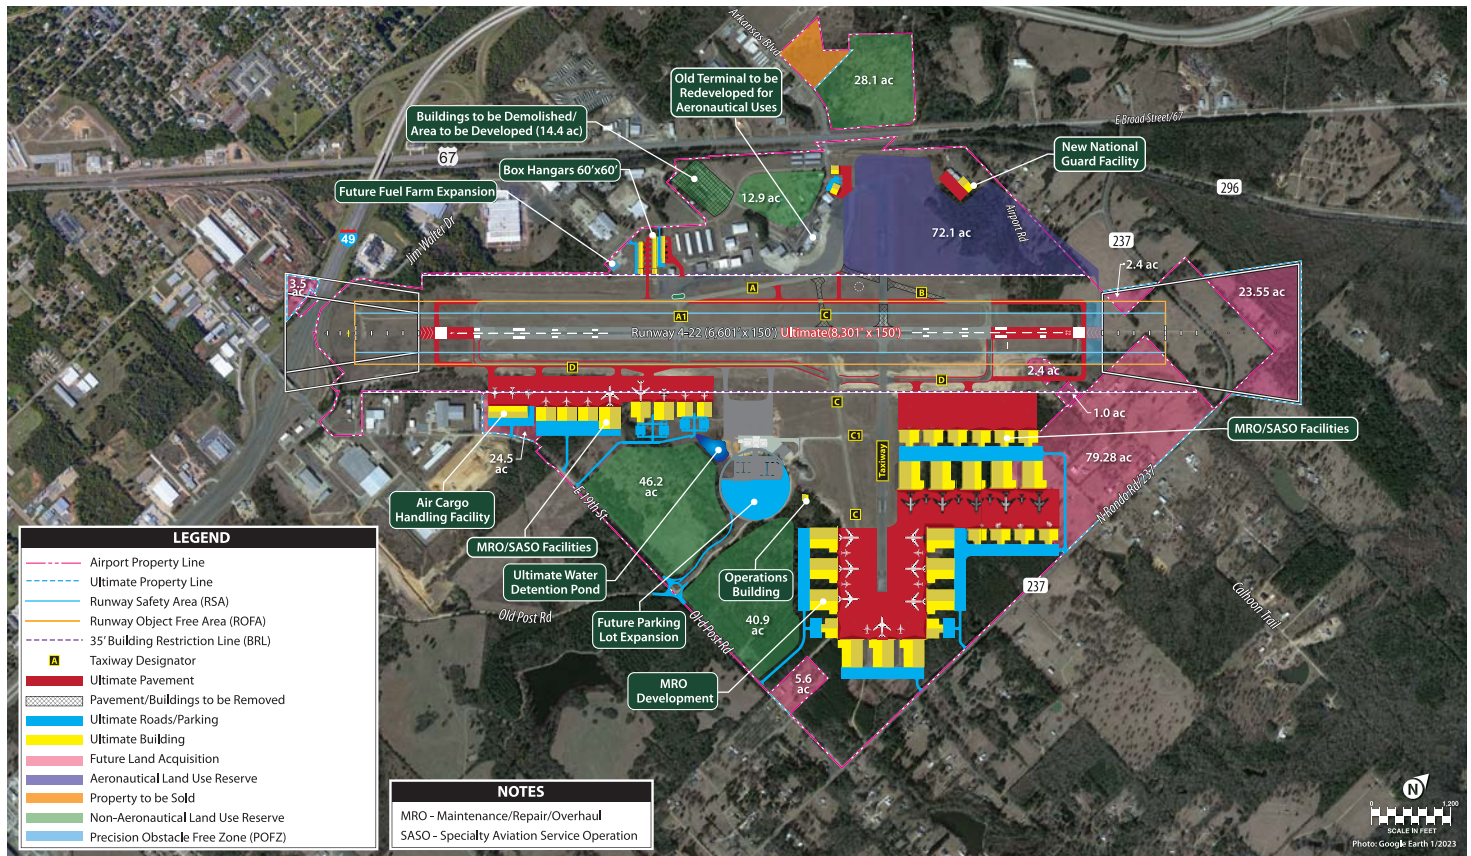 Arkansas Blvd
28.1 ac
Old Terminal to be
Redeveloped for
Aeronautical Uses
Buildings to be Demolished/
Area to be Developed (14.4 ac)
E Broad Street/67
67
New National
Guard Facility
Box Hangars 60'x60'
Future Fuel Farm Expansion
296
12.9 ac
Airport Rd
72.1 ac
49
Jim Walter Dr
237
2.4 ac
3.5
ac
23.55 ac
A
B
A1
C
Runway 4-22 (6,601' x 150') Ultimate(8,301' x 150')
D
D
2.4 ac
C
1.0 ac
MRO/SASO Facilities
C1
Taxiway
79.28 ac
24.5
ac
46.2
ac
E 19th St
Air Cargo
Handling Facility
N Rondo Rd/237
C
MRO/SASO Facilities
Ultimate Water
Detention Pond
Operations
Building
237
Calhoon Trail
Old Post Rd
Old Post Rd
Future Parking
Lot Expansion
40.9
ac
MRO
Development
5.6
ac
LEGEND
Airport Property Line
Ultimate Property Line
Runway Safety Area (RSA)
Runway Object Free Area (ROFA)
35' Building Restriction Line (BRL)
A Taxiway Designator
Ultimate Pavement
Pavement/Buildings to be Removed
Ultimate Roads/Parking
Ultimate Building
Future Land Acquisition
Aeronautical Land Use Reserve
Property to be Sold
Non-Aeronautical Land Use Reserve
Precision Obstacle Free Zone (POFZ)
NOTES
MRO - Maintenance/Repair/Overhaul
SASO - Specialty Aviation Service Operation
N
0 1,200
SCALE IN FEET
Photo: Google Earth 1/2023